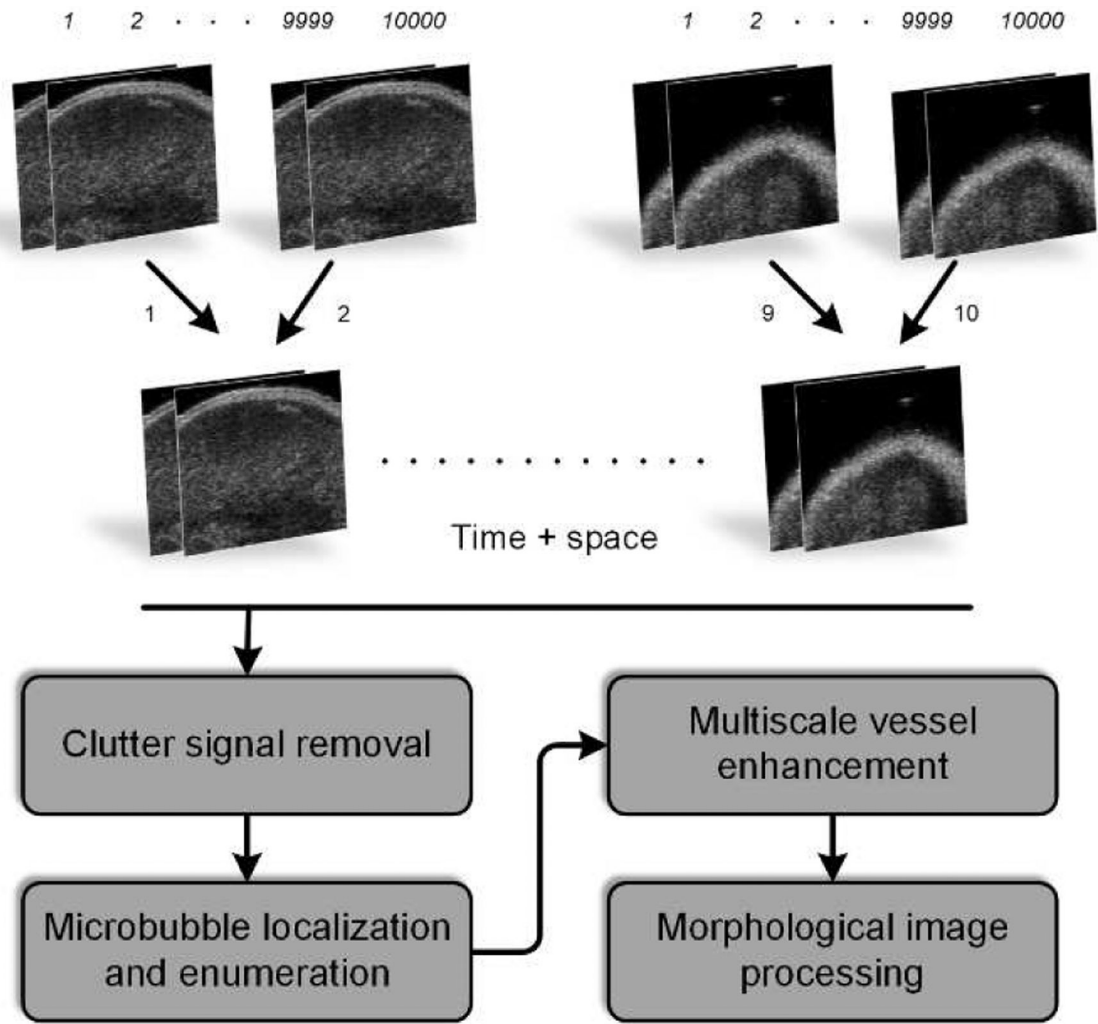 1 2 · · · 9999 10000 1 2 · · · 9999 10000
1 2 9 10
· · · · · · · · · · · ·
Time + space
Clutter signal removal
Microbubble localization
and enumeration
Multiscale vessel
enhancement
Morphological image
processing